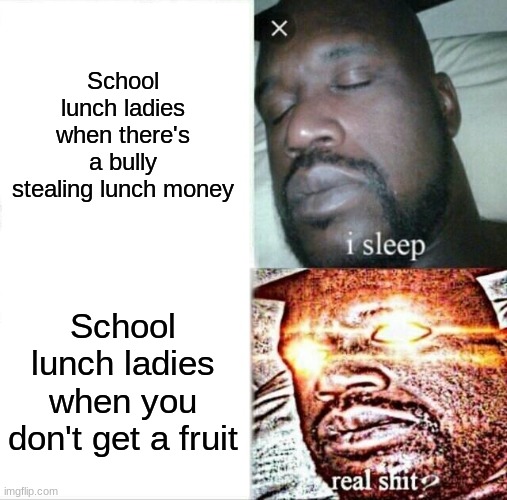 School
lunch ladies
when there's
a bully
stealing lunch money
i sleep
School
lunch ladies
when you
don't get a fruit
real shit?
imgflip.com